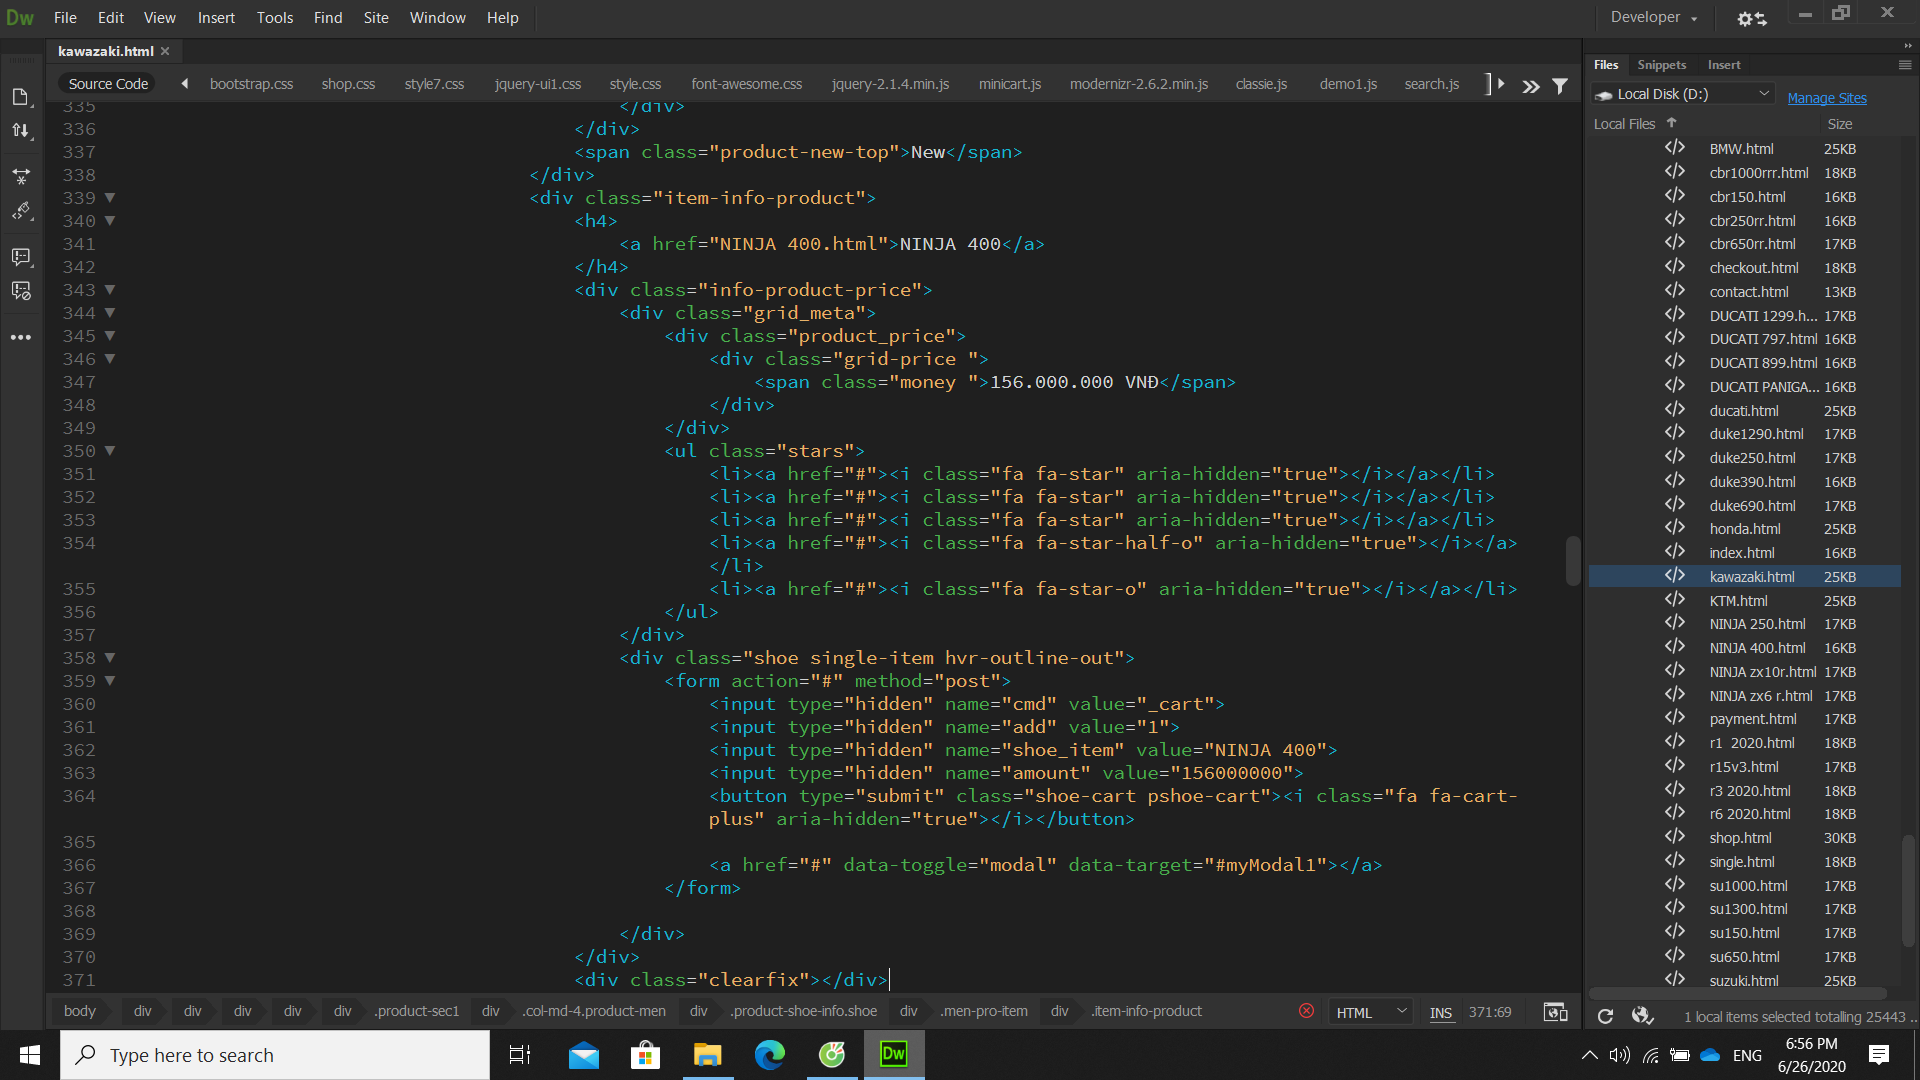 Dw File Edit View Insert Tools Find Site Window Help Developer
kawazaki.html
Source Code bootstrap.css shop.css style7.css jquery-ui1.css style.css font-awesome.css jquery-2.1.4.min.js minicart.js modernizr-2.6.2.min.js classie.js demo1.js search.js
335 </div>
336 </div>
337 <span class="product-new-top">New</span>
338 </div>
339 <div class="item-info-product">
340 <h4>
341 <a href="NINJA 400.html">NINJA 400</a>
342 </h4>
343 <div class="info-product-price">
344 <div class="grid_meta">
345 <div class="product_price">
346 <div class="grid-price ">
347 <span class="money ">156.000.000 VNĐ</span>
348 </div>
349 </div>
350 <ul class="stars">
351 <li><a href="#"><i class="fa fa-star" aria-hidden="true"></i></a></li>
352 <li><a href="#"><i class="fa fa-star" aria-hidden="true"></i></a></li>
353 <li><a href="#"><i class="fa fa-star" aria-hidden="true"></i></a></li>
354 <li><a href="#"><i class="fa fa-star-half-o" aria-hidden="true"></i></a>
</li>
355 <li><a href="#"><i class="fa fa-star-o" aria-hidden="true"></i></a></li>
356 </ul>
357 </div>
358 <div class="shoe single-item hvr-outline-out">
359 <form action="#" method="post">
360 <input type="hidden" name="cmd" value="_cart">
361 <input type="hidden" name="add" value="1">
362 <input type="hidden" name="shoe_item" value="NINJA 400">
363 <input type="hidden" name="amount" value="156000000">
364 <button type="submit" class="shoe-cart pshoe-cart"><i class="fa fa-cart-
plus" aria-hidden="true"></i></button>
365
366 <a href="#" data-toggle="modal" data-target="#myModal1"></a>
367 </form>
368
369 </div>
370 </div>
371 <div class="clearfix"></div>
body div div div div div .product-sec1 div .col-md-4.product-men div .product-shoe-info.shoe div .men-pro-item div .item-info-product HTML INS 371:69
Files Snippets Insert
Local Disk (D:) Manage Sites
Local Files Size
BMW.html 25KB
cbr1000rrr.html 18KB
cbr150.html 16KB
cbr250rr.html 16KB
cbr650rr.html 17KB
checkout.html 18KB
contact.html 13KB
DUCATI 1299.h... 17KB
DUCATI 797.html 16KB
DUCATI 899.html 16KB
DUCATI PANIGA... 16KB
ducati.html 25KB
duke1290.html 17KB
duke250.html 17KB
duke390.html 16KB
duke690.html 17KB
honda.html 25KB
index.html 16KB
kawazaki.html 25KB
KTM.html 25KB
NINJA 250.html 17KB
NINJA 400.html 16KB
NINJA zx10r.html 17KB
NINJA zx6 r.html 17KB
payment.html 17KB
r1  2020.html 18KB
r15v3.html 17KB
r3 2020.html 18KB
r6 2020.html 18KB
shop.html 30KB
single.html 18KB
su1000.html 17KB
su1300.html 17KB
su150.html 17KB
su650.html 17KB
suzuki.html 25KB
1 local items selected totalling 25443 ..
Type here to search
Dw
ENG
6:56 PM
6/26/2020